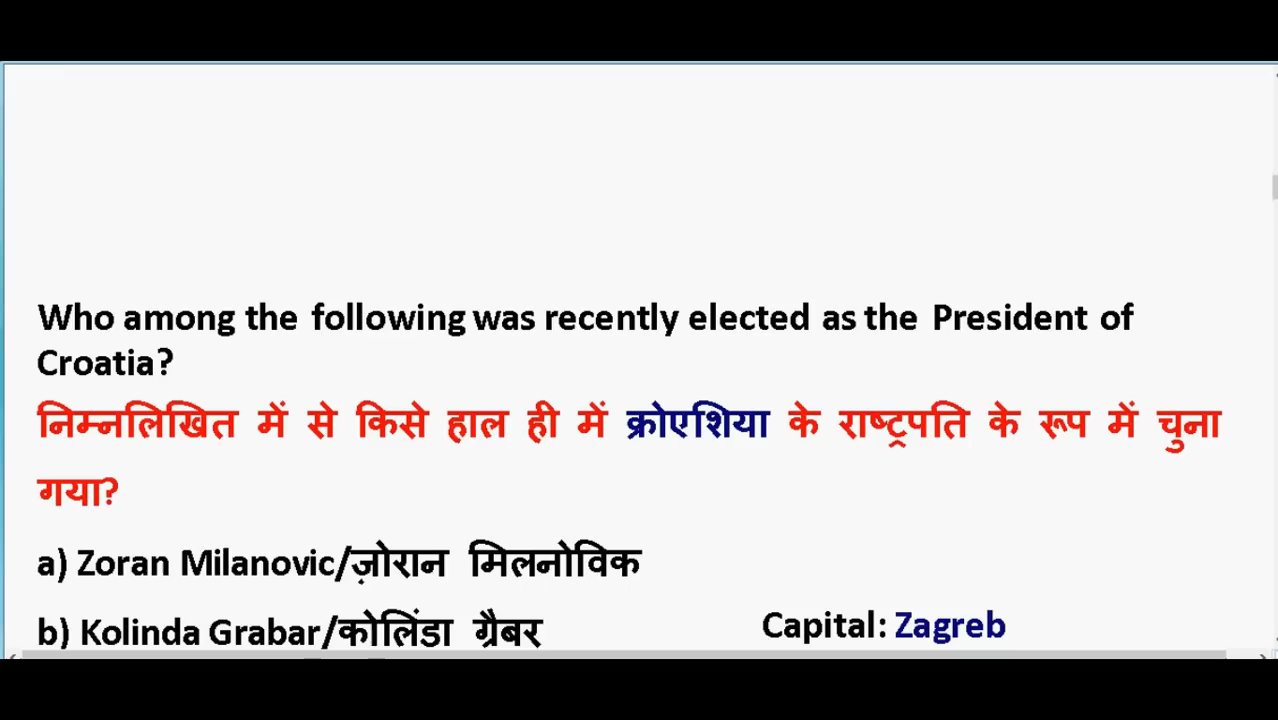 Who among the following was recently elected as the President of
Croatia?
निम्नलिखित में से किसे हाल ही में क्रोएशिया के राष्ट्रपति के रूप में चुना
गया?
a) Zoran Milanovic/ज़ोरान मिलनोविक
b) Kolinda Grabar/कोलिंडा ग्रैबर
Capital: Zagreb